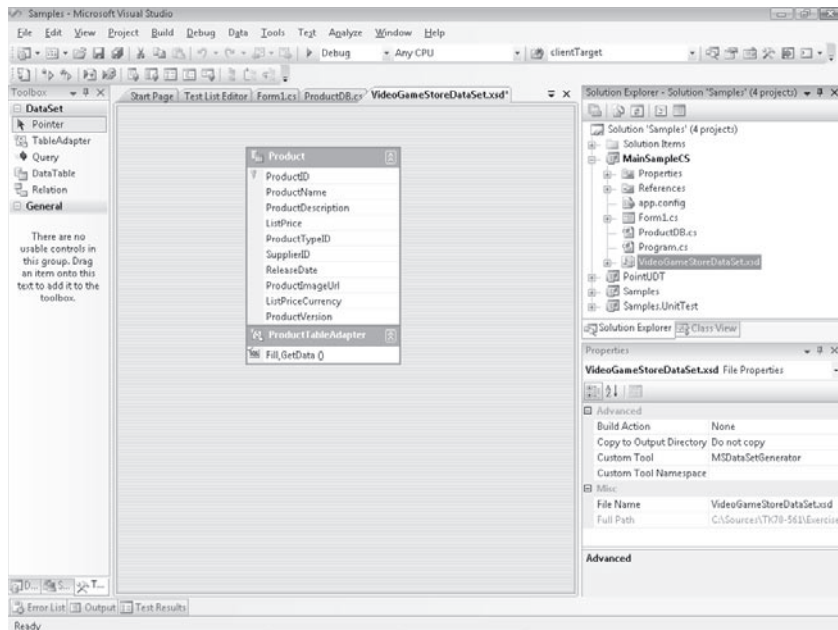 Samples - Microsoft Visual Studio
File Edit View Project Build Debug Data Tools Test Analyze Window Help
Debug Any CPU clientTarget
Toolbox
DataSet
Pointer
TableAdapter
Query
DataTable
Relation
General
There are no
usable controls in
this group. Drag
an item onto this
text to add it to the
toolbox.
Start Page Test List Editor Form1.cs ProductDB.cs VideoGameStoreDataSet.xsd*
Product
ProductID
ProductName
ProductDescription
ListPrice
ProductTypeID
SupplierID
ReleaseDate
ProductImageUrl
ListPriceCurrency
ProductVersion
ProductTableAdapter
Fill,GetData ()
Solution Explorer - Solution 'Samples' (4 projects)
Solution 'Samples' (4 projects)
Solution Items
MainSampleCS
Properties
References
app.config
Form1.cs
ProductDB.cs
Program.cs
VideoGameStoreDataSet.xsd
PointUDT
Samples
Samples.UnitTest
Solution Explorer Class View
Properties
VideoGameStoreDataSet.xsd File Properties
Advanced
Build Action None
Copy to Output Directory Do not copy
Custom Tool MSDataSetGenerator
Custom Tool Namespace
Misc
File Name VideoGameStoreDataSet.xsd
Full Path C:\Source\TK70-561\Exercise
Advanced
D... S... T...
Error List Output Test Results
Ready